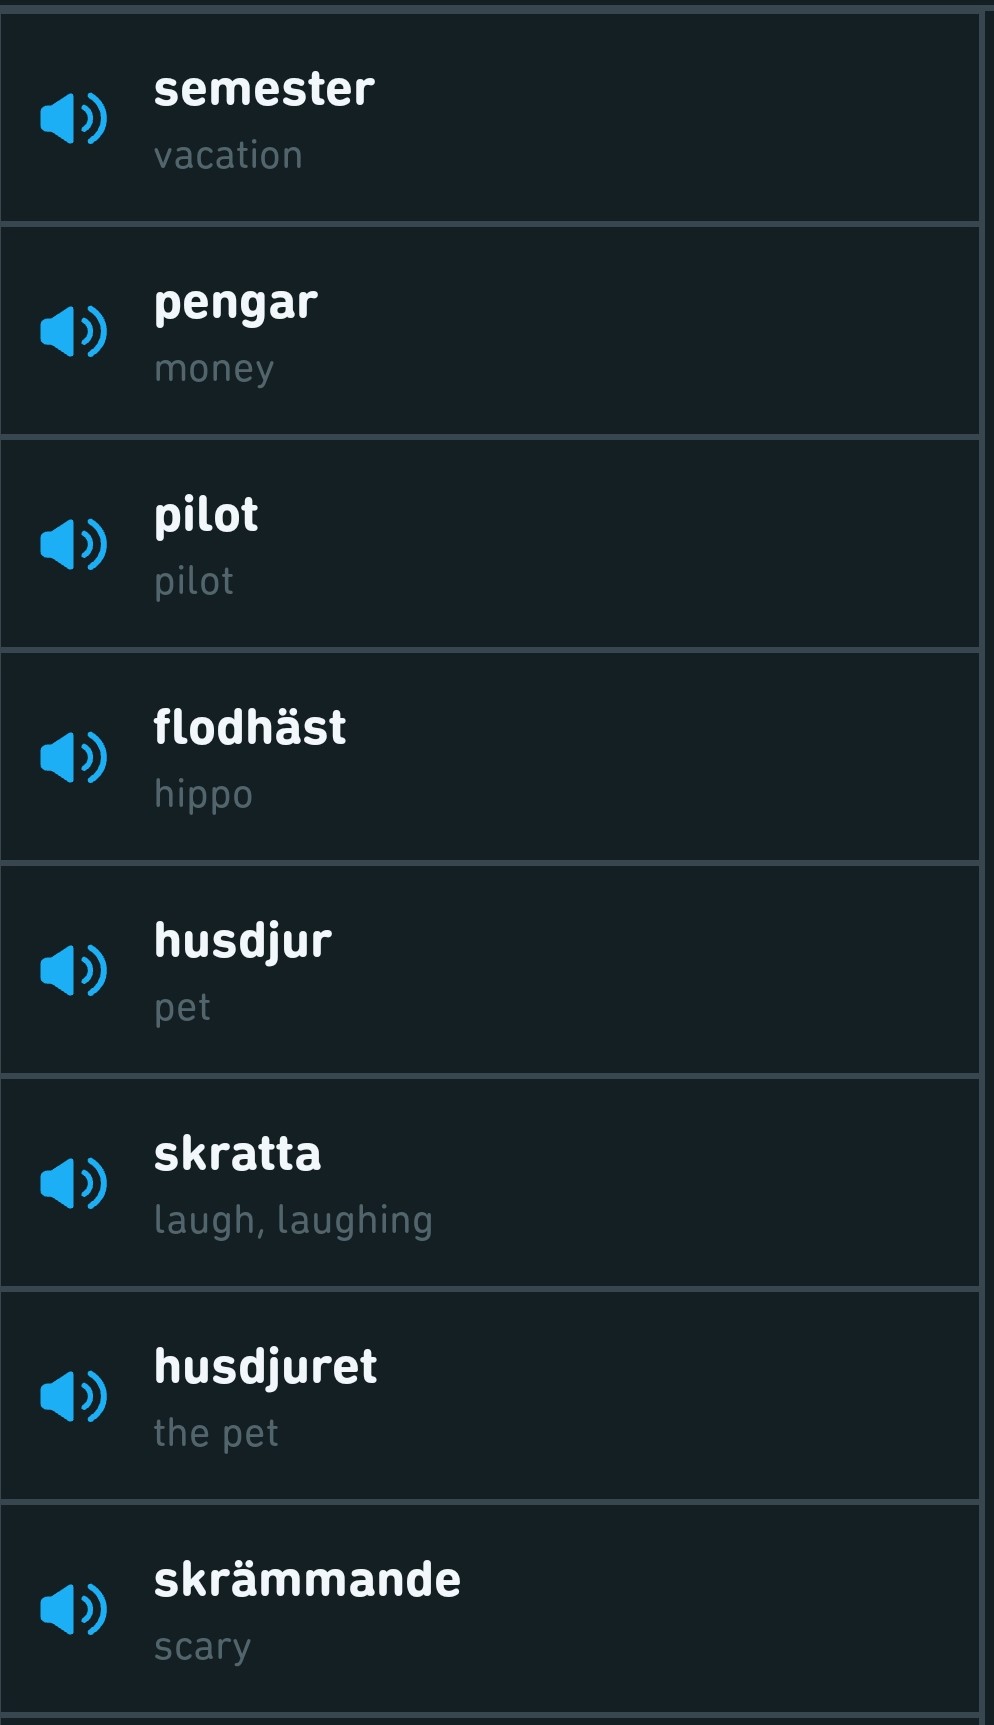 semester
vacation
pengar
money
pilot
pilot
flodhäst
hippo
husdjur
pet
skratta
laugh, laughing
husdjuret
the pet
skrämmande
scary